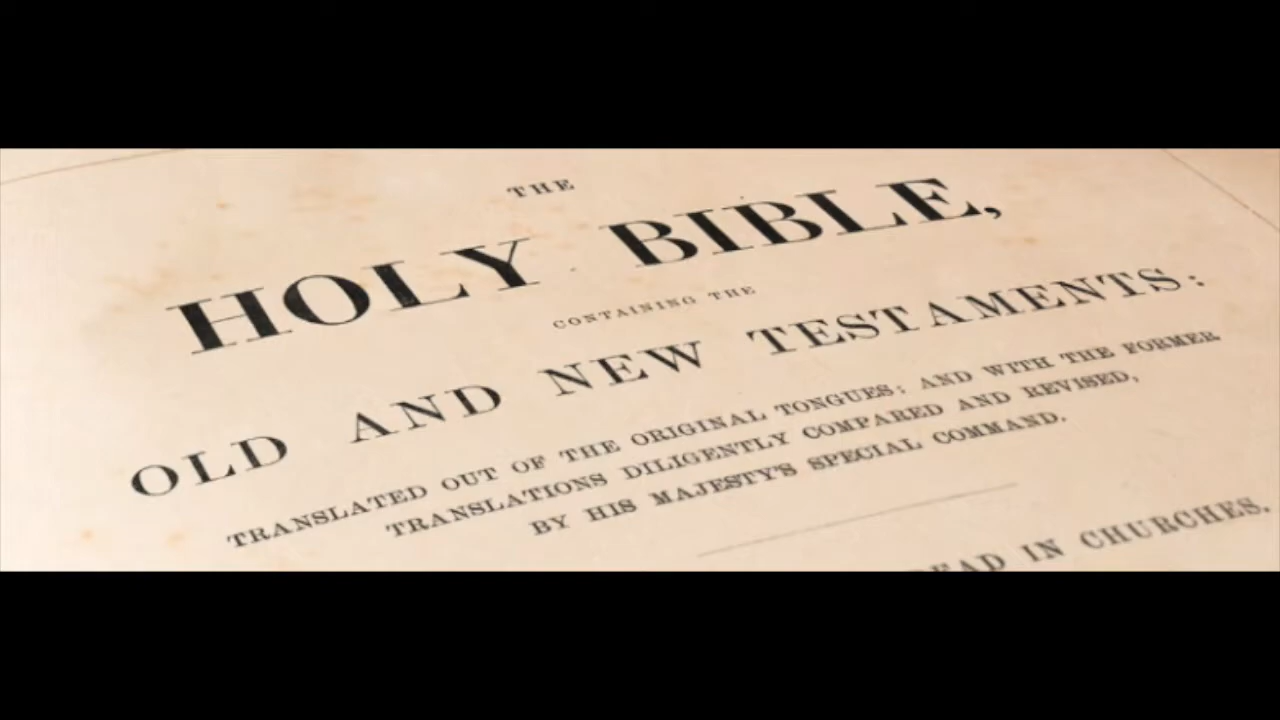 THE
HOLY BIBLE,
CONTAINING THE
OLD AND NEW TESTAMENTS:
TRANSLATED OUT OF THE ORIGINAL TONGUES: AND WITH THE FORMER
TRANSLATIONS DILIGENTLY COMPARED AND REVISED,
BY HIS MAJESTY'S SPECIAL COMMAND.
IN CHURCHES.